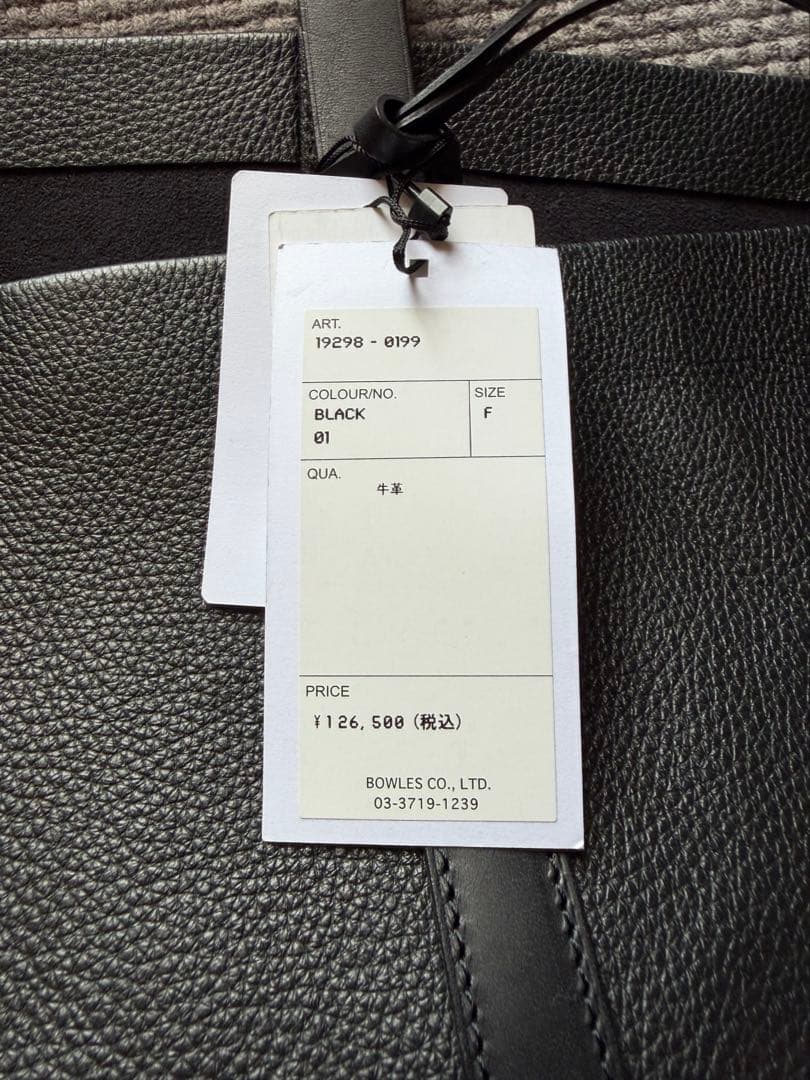 ART.
19298 - 0199
COLOUR/NO.
SIZE
BLACK
F
01
QUA.
牛革
PRICE
¥126,500 (税込)
BOWLES CO., LTD.
03-3719-1239